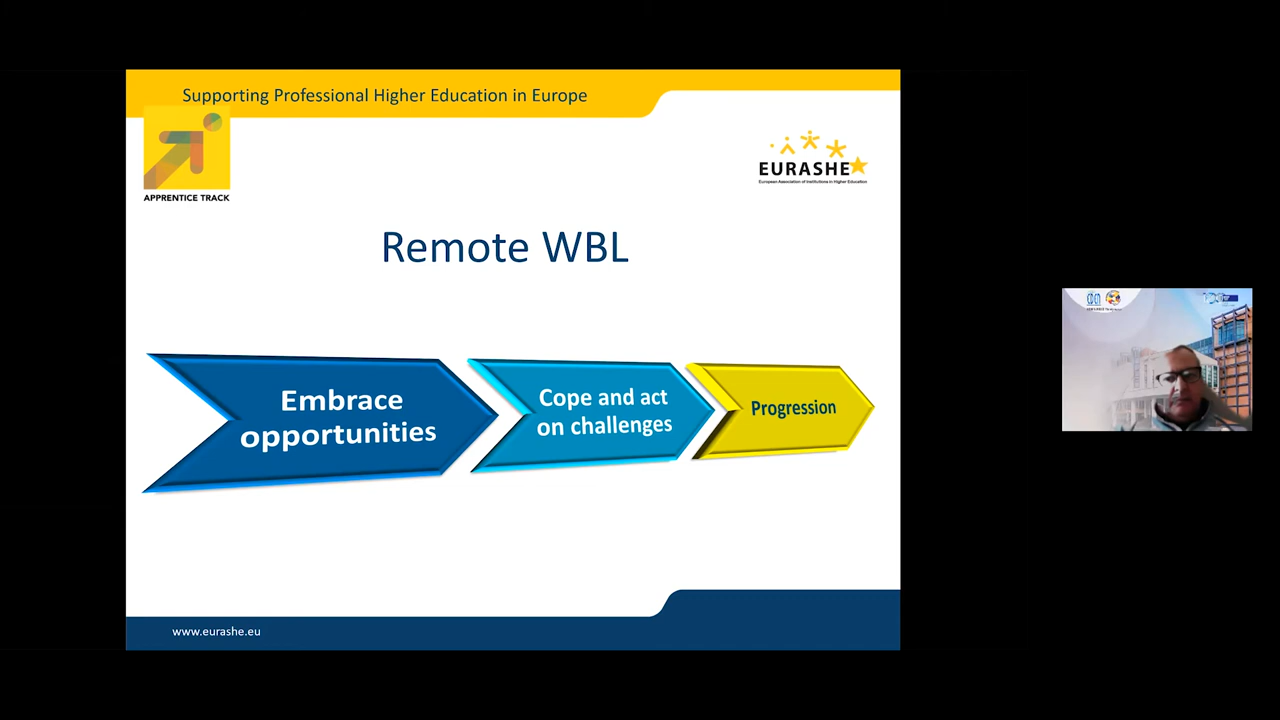 Supporting Professional Higher Education in Europe
APPRENTICE TRACK
EURASHE
European Association of Institutions in Higher Education
Remote WBL
Embrace
opportunities
Cope and act
on challenges
Progression
www.eurashe.eu